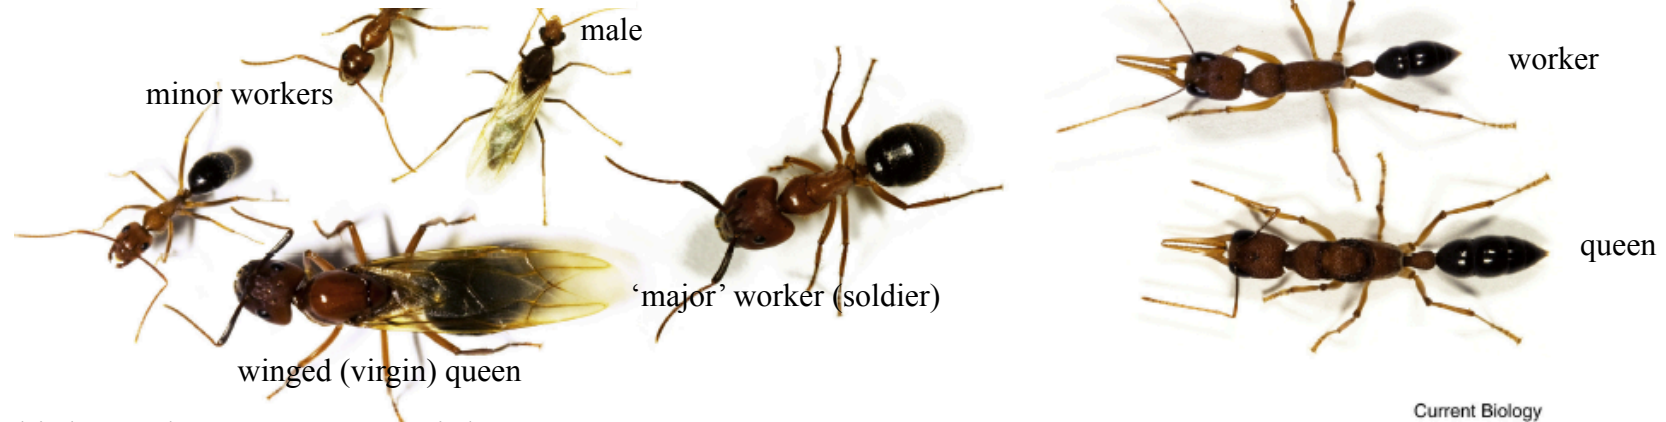 male
minor workers
worker
queen
'major' worker (soldier)
winged (virgin) queen
Current Biology